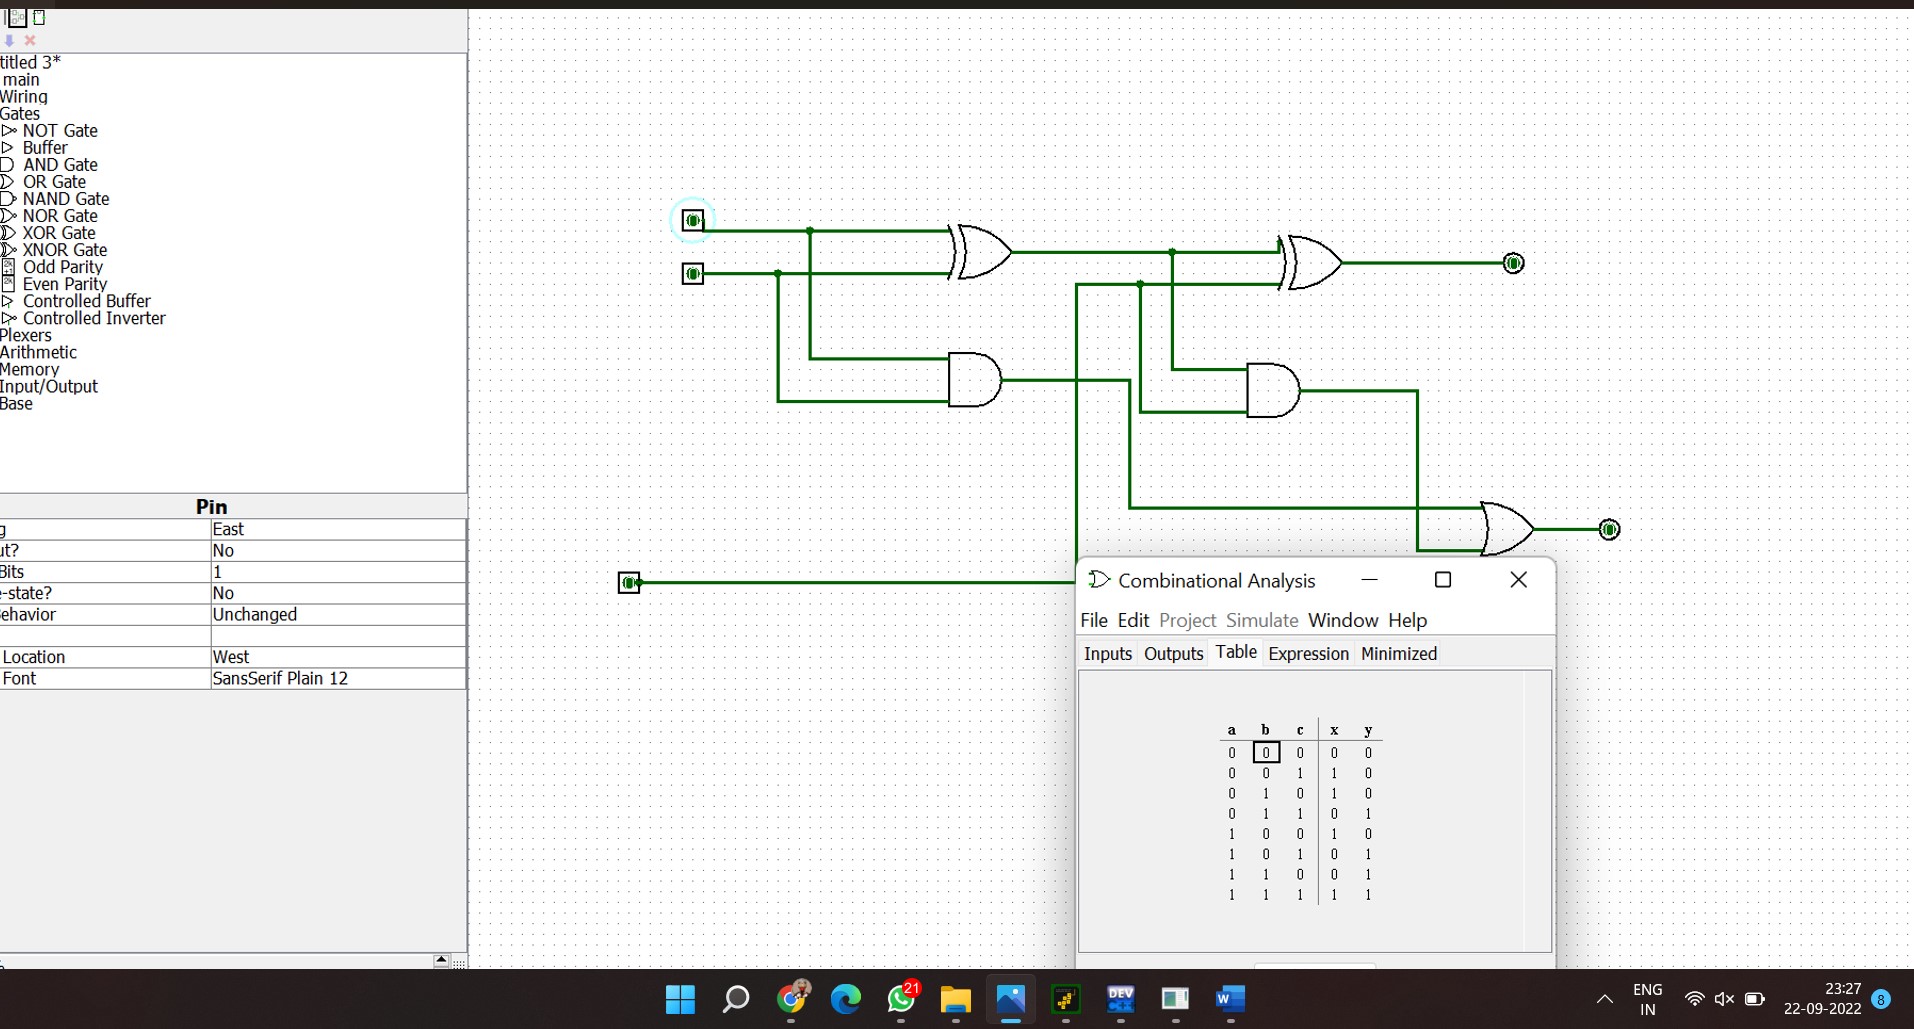 titled 3*
main
Wiring
Gates
NOT Gate
Buffer
AND Gate
OR Gate
NAND Gate
NOR Gate
XOR Gate
XNOR Gate
Odd Parity
Even Parity
Controlled Buffer
Controlled Inverter
Plexers
Arithmetic
Memory
Input/Output
Base
Pin
g East
ut? No
Bits 1
e-state? No
ehavior Unchanged
Location West
Font SansSerif Plain 12
Combinational Analysis
File Edit Project Simulate Window Help
Inputs Outputs Table Expression Minimized
a b c x y
0 0 0 0 0
0 0 1 1 0
0 1 0 1 0
0 1 1 0 1
1 0 0 1 0
1 0 1 0 1
1 1 0 0 1
1 1 1 1 1
21
DEV
C++
W
ENG
IN
23:27
22-09-2022
8